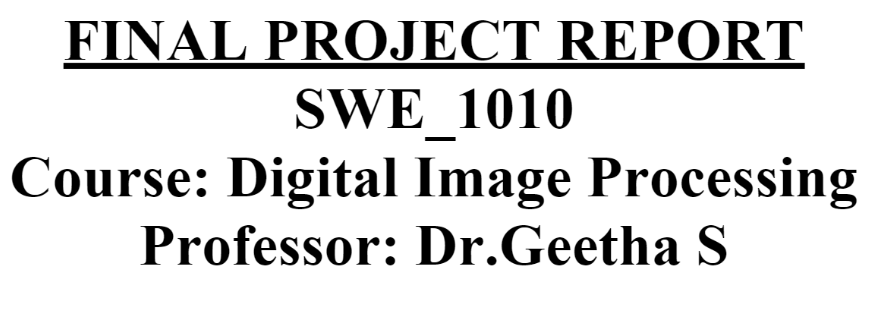 FINAL PROJECT REPORT
SWE_1010
Course: Digital Image Processing
Professor: Dr.Geetha S